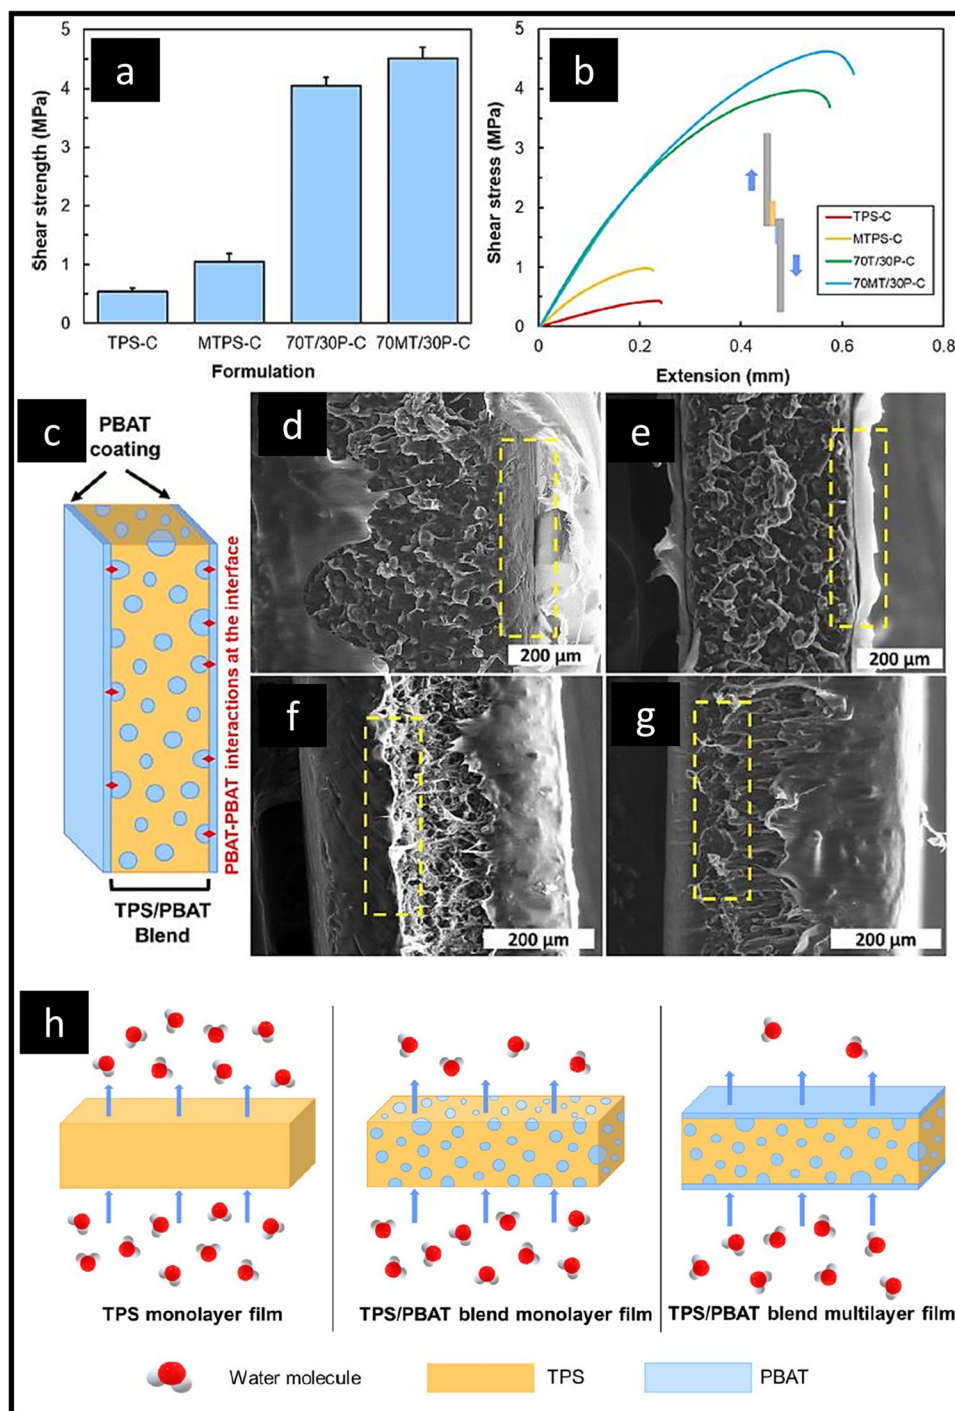 a
Shear strength (MPa)
5
4
3
2
1
0
TPS-C MTPS-C 70T/30P-C 70MT/30P-C
Formulation
b
Shear stress (MPa)
5
4
3
2
1
0
TPS-C
MTPS-C
70T/30P-C
70MT/30P-C
0 0.2 0.4 0.6 0.8
Extension (mm)
c
PBAT
coating
PBAT-PBAT interactions at the interface
TPS/PBAT
Blend
d
200 µm
e
200 µm
f
200 µm
g
200 µm
h
TPS monolayer film
TPS/PBAT blend monolayer film
TPS/PBAT blend multilayer film
Water molecule
TPS
PBAT